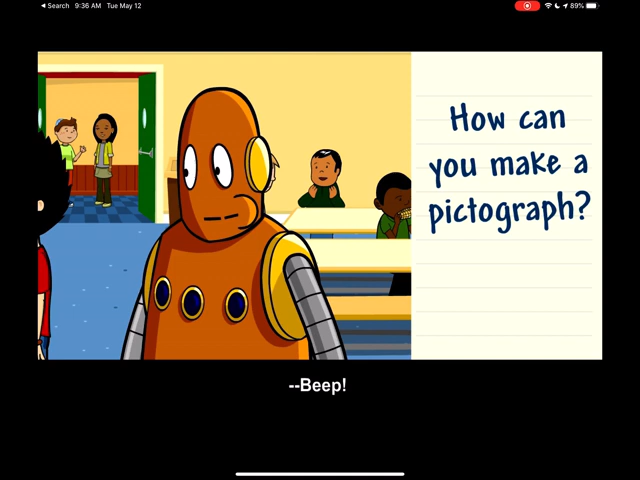 Search 9:36 AM Tue May 12 89%
How can
you make a
pictograph?
--Beep!